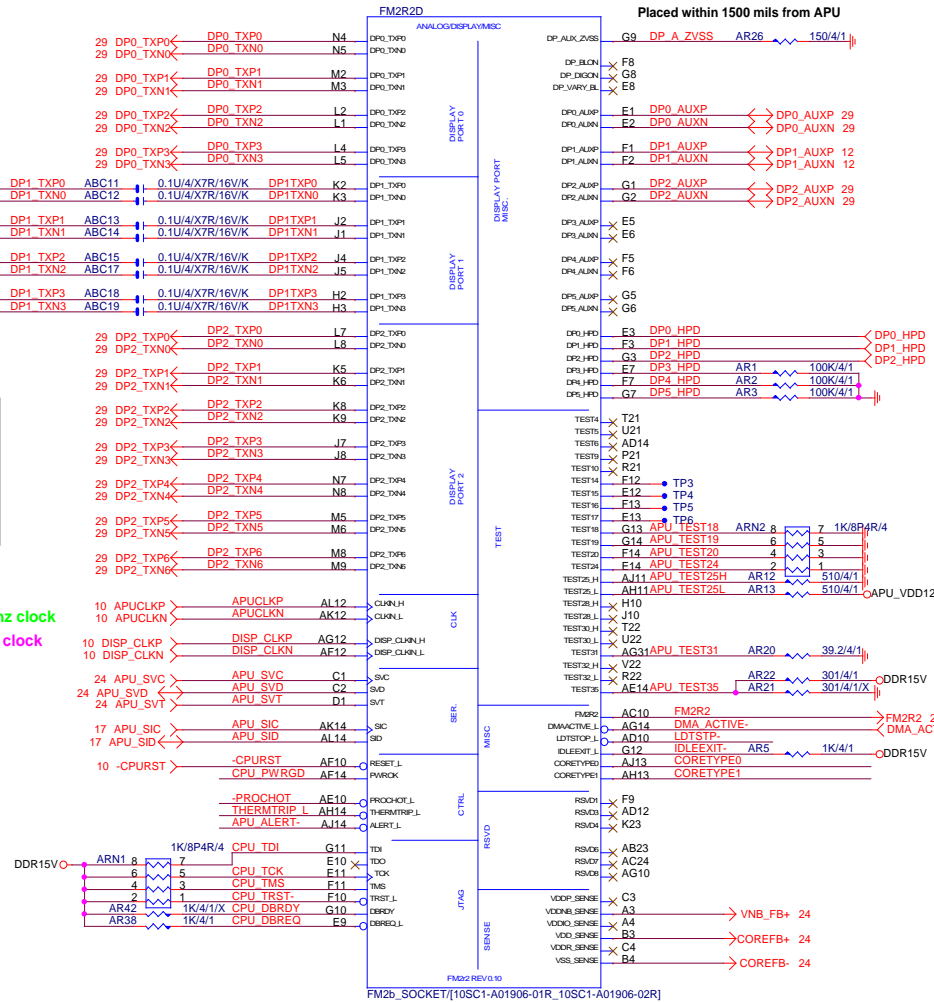 FM2R2D
Placed within 1500 mils from APU
ANALOG/DISPLAY/MISC
29 DP0_TXP0 DP0_TXP0 N4 DP0_TXP0
29 DP0_TXN0 DP0_TXN0 N5 DP0_TXN0
29 DP0_TXP1 DP0_TXP1 M2 DP0_TXP1
29 DP0_TXN1 DP0_TXN1 M3 DP0_TXN1
29 DP0_TXP2 DP0_TXP2 L2 DP0_TXP2
29 DP0_TXN2 DP0_TXN2 L1 DP0_TXN2
29 DP0_TXP3 DP0_TXP3 L4 DP0_TXP3
29 DP0_TXN3 DP0_TXN3 L5 DP0_TXN3
DISPLAY PORT 0
DP1_TXP0 ABC11 0.1U/4/X7R/16V/K DP1TXP0 K2 DP1_TXP0
DP1_TXN0 ABC12 0.1U/4/X7R/16V/K DP1TXN0 K3 DP1_TXN0
DP1_TXP1 ABC13 0.1U/4/X7R/16V/K DP1TXP1 J2 DP1_TXP1
DP1_TXN1 ABC14 0.1U/4/X7R/16V/K DP1TXN1 J1 DP1_TXN1
DP1_TXP2 ABC15 0.1U/4/X7R/16V/K DP1TXP2 J4 DP1_TXP2
DP1_TXN2 ABC17 0.1U/4/X7R/16V/K DP1TXN2 J5 DP1_TXN2
DP1_TXP3 ABC18 0.1U/4/X7R/16V/K DP1TXP3 H2 DP1_TXP3
DP1_TXN3 ABC19 0.1U/4/X7R/16V/K DP1TXN3 H3 DP1_TXN3
DISPLAY PORT 1
29 DP2_TXP0 DP2_TXP0 L7 DP2_TXP0
29 DP2_TXN0 DP2_TXN0 L8 DP2_TXN0
29 DP2_TXP1 DP2_TXP1 K5 DP2_TXP1
29 DP2_TXN1 DP2_TXN1 K6 DP2_TXN1
29 DP2_TXP2 DP2_TXP2 K8 DP2_TXP2
29 DP2_TXN2 DP2_TXN2 K9 DP2_TXN2
29 DP2_TXP3 DP2_TXP3 J7 DP2_TXP3
29 DP2_TXN3 DP2_TXN3 J8 DP2_TXN3
29 DP2_TXP4 DP2_TXP4 N7 DP2_TXP4
29 DP2_TXN4 DP2_TXN4 N8 DP2_TXN4
29 DP2_TXP5 DP2_TXP5 M5 DP2_TXP5
29 DP2_TXN5 DP2_TXN5 M6 DP2_TXN5
29 DP2_TXP6 DP2_TXP6 M8 DP2_TXP6
29 DP2_TXN6 DP2_TXN6 M9 DP2_TXN6
DISPLAY PORT 2
nz clock
clock
10 APUCLKP APUCLKP AL12 CLKIN_H
10 APUCLKN APUCLKN AK12 CLKIN_L
10 DISP_CLKP DISP_CLKP AG12 DISP_CLKIN_H
10 DISP_CLKN DISP_CLKN AF12 DISP_CLKIN_L
CLK
24 APU_SVC APU_SVC C1 SVC
24 APU_SVD APU_SVD C2 SVD
24 APU_SVT APU_SVT D1 SVT
17 APU_SIC APU_SIC AK14 SIC
17 APU_SID APU_SID AL14 SID
SER.
10 -CPURST -CPURST AF10 RESET_L
CPU_PWRGD AF14 PWROK
-PROCHOT AE10 PROCHOT_L
THERMTRIP_L AH14 THERMTRIP_L
APU_ALERT- AJ14 ALERT_L
CTRL
DDR15V ARN1 8 7 1K/8P4R/4 CPU_TDI G11 TDI
E10 TDO
6 5 CPU_TCK E11 TCK
4 3 CPU_TMS F11 TMS
2 1 CPU_TRST- F10 TRST_L
AR42 1K/4/1/X CPU_DBRDY G10 DBRDY
AR38 1K/4/1 CPU_DBREQ E9 DBREQ_L
JTAG
DP_AUX_ZVSS G9 DP_A_ZVSS AR26 150/4/1
DP_BLON F8
DP_DIGON G8
DP_VARY_BL E8
DP0_AUXP E1 DP0_AUXP DP0_AUXP 29
DP0_AUXN E2 DP0_AUXN DP0_AUXN 29
DP1_AUXP F1 DP1_AUXP DP1_AUXP 12
DP1_AUXN F2 DP1_AUXN DP1_AUXN 12
DP2_AUXP G1 DP2_AUXP DP2_AUXP 29
DP2_AUXN G2 DP2_AUXN DP2_AUXN 29
DP3_AUXP E5
DP3_AUXN E6
DP4_AUXP F5
DP4_AUXN F6
DP5_AUXP G5
DP5_AUXN G6
DISPLAY PORT MISC.
DP0_HPD E3 DP0_HPD DP0_HPD
DP1_HPD F3 DP1_HPD DP1_HPD
DP2_HPD G3 DP2_HPD DP2_HPD
DP3_HPD E7 DP3_HPD AR1 100K/4/1
DP4_HPD F7 DP4_HPD AR2 100K/4/1
DP5_HPD G7 DP5_HPD AR3 100K/4/1
TEST4 T21
TEST5 U21
TEST6 AD14
TEST9 P21
TEST10 R21
TEST14 F12 TP3
TEST15 E12 TP4
TEST16 F13 TP5
TEST17 E13 TP6
TEST18 G13 APU_TEST18 ARN2 8 7 1K/8P4R/4
TEST19 G14 APU_TEST19 6 5
TEST20 F14 APU_TEST20 4 3
TEST24 E14 APU_TEST24 2 1
TEST25_H AJ11 APU_TEST25H AR12 510/4/1
TEST25_L AH11 APU_TEST25L AR13 510/4/1 APU_VDD12
TEST28_H H10
TEST28_L J10
TEST30_H T22
TEST30_L U22
TEST31 AG31 APU_TEST31 AR20 39.2/4/1
TEST32_H V22
TEST32_L R22 AR22 301/4/1 DDR15V
TEST35 AE14 APU_TEST35 AR21 301/4/1/X
TEST
FM2R2 AC10 FM2R2 FM2R2 2
DMAACTIVE_L AG14 DMA_ACTIVE- DMA_AC
LDTSTOP_L AD10 LDTSTP-
IDLEEXIT_L G12 IDLEEXIT- AR5 1K/4/1 DDR15V
CORETYPE0 AJ13 CORETYPE0
CORETYPE1 AH13 CORETYPE1
MISC
RSVD1 F9
RSVD3 AD12
RSVD4 K23
RSVD6 AB23
RSVD7 AC24
RSVD8 AG10
RSVD
VDDP_SENSE C3
VDDNB_SENSE A3 VNB_FB+ 24
VDDIO_SENSE A4
VDD_SENSE B3 COREFB+ 24
VDDR_SENSE C4
VSS_SENSE B4 COREFB- 24
SENSE
FM2r2 REV 0.10
FM2b_SOCKET/[10SC1-A01906-01R_10SC1-A01906-02R]